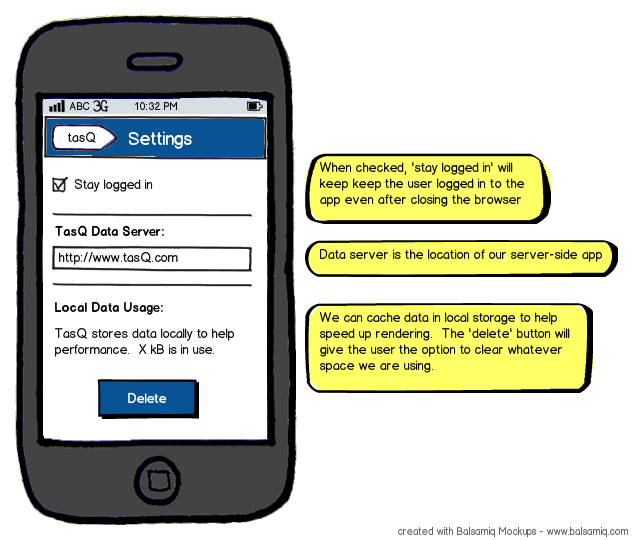 ABC 3G 10:32 PM
tasQ Settings
Stay logged in
TasQ Data Server:
http://www.tasQ.com
Local Data Usage:
TasQ stores data locally to help
performance. X kB is in use.
Delete
When checked, 'stay logged in' will
keep keep the user logged in to the
app even after closing the browser
Data server is the location of our server-side app
We can cache data in local storage to help
speed up rendering. The 'delete' button will
give the user the option to clear whatever
space we are using.
created with Balsamiq Mockups - www.balsamiq.com